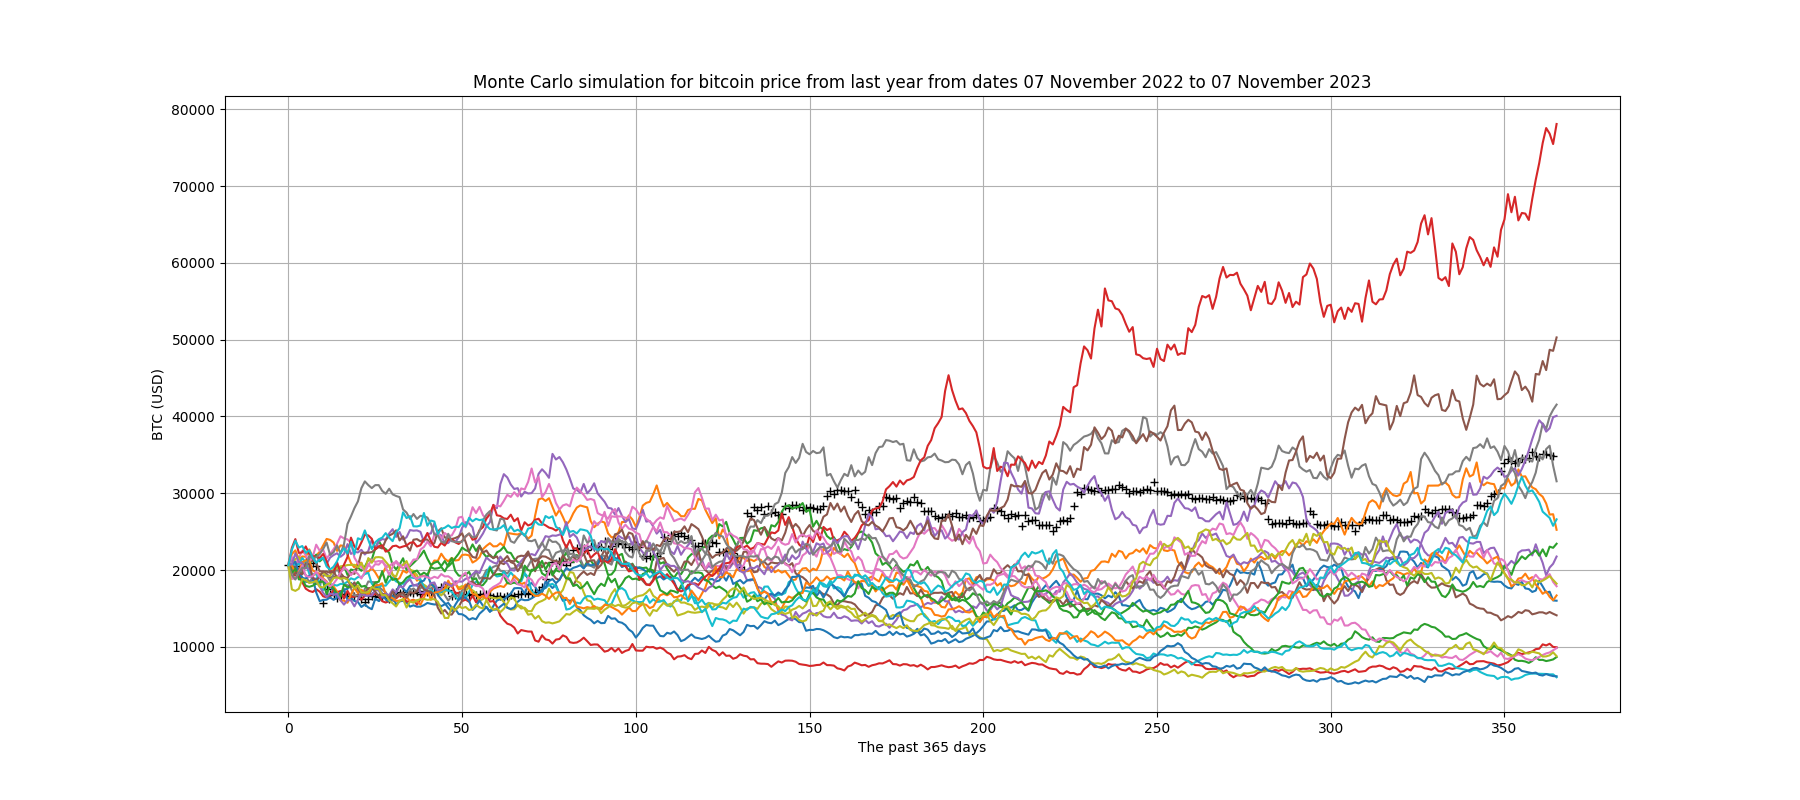 Monte Carlo simulation for bitcoin price from last year from dates 07 November 2022 to 07 November 2023
80000
70000
60000
50000
40000
30000
20000
10000
BTC (USD)
0 50 100 150 200 250 300 350
The past 365 days